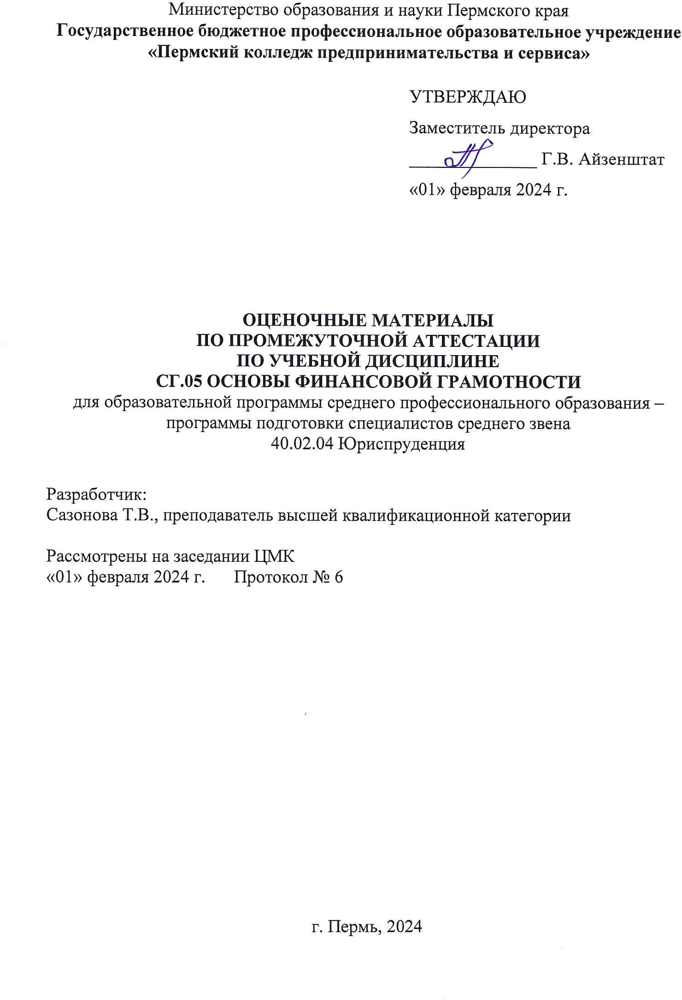 Министерство образования и науки Пермского края
Государственное бюджетное профессиональное образовательное учреждение
«Пермский колледж предпринимательства и сервиса»
УТВЕРЖДАЮ
Заместитель директора
_______________ Г.В. Айзенштат
«01» февраля 2024 г.
ОЦЕНОЧНЫЕ МАТЕРИАЛЫ
ПО ПРОМЕЖУТОЧНОЙ АТТЕСТАЦИИ
ПО УЧЕБНОЙ ДИСЦИПЛИНЕ
СГ.05 ОСНОВЫ ФИНАНСОВОЙ ГРАМОТНОСТИ
для образовательной программы среднего профессионального образования –
программы подготовки специалистов среднего звена
40.02.04 Юриспруденция
Разработчик:
Сазонова Т.В., преподаватель высшей квалификационной категории
Рассмотрены на заседании ЦМК
«01» февраля 2024 г. Протокол № 6
г. Пермь, 2024